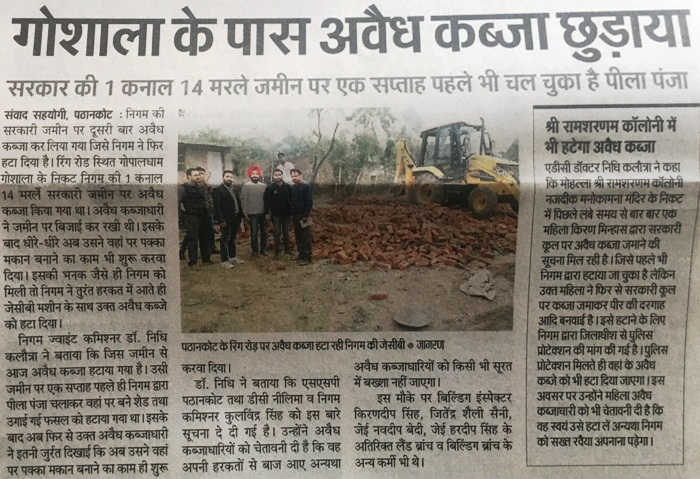 गोशाला के पास अवैध कब्जा छुड़ाया
सरकार की 1 कनाल 14 मरले जमीन पर एक सप्ताह पहले भी चल चुका है पीला पंजा
संवाद सहयोगी, पठानकोट : निगम की
सरकारी जमीन पर दूसरी बार अवैध
कब्जा कर लिया गया जिसे निगम ने फिर
हटा दिया है। रिंग रोड स्थित गोपालधाम
गोशाला के निकट निगम की 1 कनाल
14 मरले सरकारी जमीन पर अवैध
कब्जा किया गया था। अवैध कब्जाधारी
ने जमीन पर बिजाई कर रखी थी। इसके
बाद धीरे-धीरे अब उसने वहां पर पक्का
मकान बनाने का काम भी शुरू करवा
दिया। इसकी भनक जैसे ही निगम को
मिली तो निगम ने तुरंत हरकत में आते ही
जेसीबी मशीन के साथ उक्त अवैध कब्जे
को हटा दिया।
निगम ज्वाइंट कमिश्नर डॉ. निधि
कलौत्रा ने बताया कि जिस जमीन से
आज अवैध कब्जा हटाया गया है। उसी
जमीन पर एक सप्ताह पहले ही निगम द्वारा
पीला पंजा चलाकर वहां पर बने शेड तथा
उगाई गई फसल को हटाया गया था। इसके
बाद अब फिर से उक्त अवैध कब्जाधारी
ने इतनी जुर्रत दिखाई कि अब उसने वहां
पर पक्का मकान बनाने का काम ही शुरू
पठानकोट के रिंग रोड पर अवैध कब्जा हटा रही निगम की जेसीबी ● जागरण
करवा दिया।
डॉ. निधि ने बताया कि एसएसपी
पठानकोट तथा डीसी नीलिमा व निगम
कमिश्नर कुलविंद्र सिंह को इस बारे
सूचना दे दी गई है। उन्होंने अवैध
कब्जाधारियों को चेतावनी दी है कि वह
अपनी हरकतों से बाज आए अन्यथा
अवैध कब्जाधारियों को किसी भी सूरत
में बख्शा नहीं जाएगा।
इस मौके पर बिल्डिंग इंस्पेक्टर
किरणदीप सिंह, जितेंद्र शैली सैनी,
जेई नवदीप बेदी, जेई हरदीप सिंह के
अतिरिक्त लैंड ब्रांच व बिल्डिंग ब्रांच के
अन्य कर्मी भी थे।
श्री रामशरणम कॉलोनी में
भी हटेगा अवैध कब्जा
एडीसी डॉक्टर निधि कलौत्रा ने कहा
कि मोहल्ला श्री रामशरणम कॉलोनी
नजदीक मनोकामना मंदिर के निकट
में पिछले लंबे समय से बार बार एक
महिला किरण मिन्हास द्वारा सरकारी
कूल पर अवैध कब्जा जमाने की
सूचना मिल रही है। जिसे पहले भी
निगम द्वारा हटाया जा चुका है लेकिन
उक्त महिला ने फिर से सरकारी कूल
पर कब्जा जमाकर पीर की दरगाह
आदि बनवाई है। इसे हटाने के लिए
निगम द्वारा जिलाधीश से पुलिस
प्रोटेक्शन की मांग की गई है। पुलिस
प्रोटेक्शन मिलते ही वहां के अवैध
कब्जे को भी हटा दिया जाएगा। इस
अवसर पर उन्होंने महिला अवैध
कब्जाधारी को भी चेतावनी दी है कि
वह स्वयं उसे हटा लें अन्यथा निगम
को सख्त रवैया अपनाना पड़ेगा।